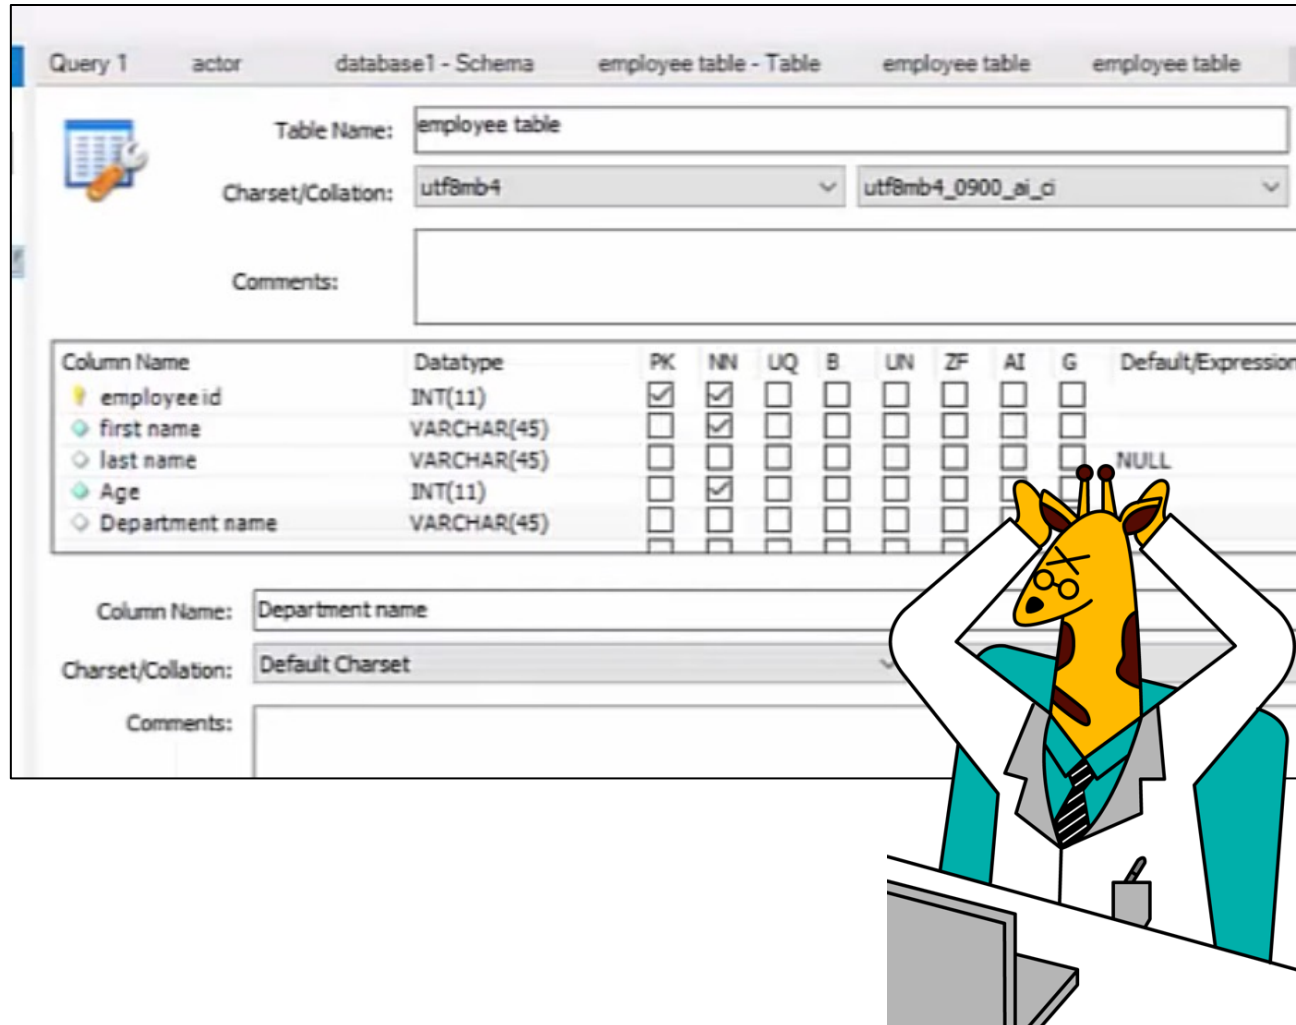 Query 1 actor database1 - Schema employee table - Table employee table employee table
Table Name: employee table
Charset/Collation: utf8mb4 utf8mb4_0900_ai_ci
Comments:
Column Name Datatype PK NN UQ B UN ZF AI G Default/Expression
employee id INT(11)
first name VARCHAR(45)
last name VARCHAR(45) NULL
Age INT(11)
Department name VARCHAR(45)
Column Name: Department name
Charset/Collation: Default Charset
Comments: